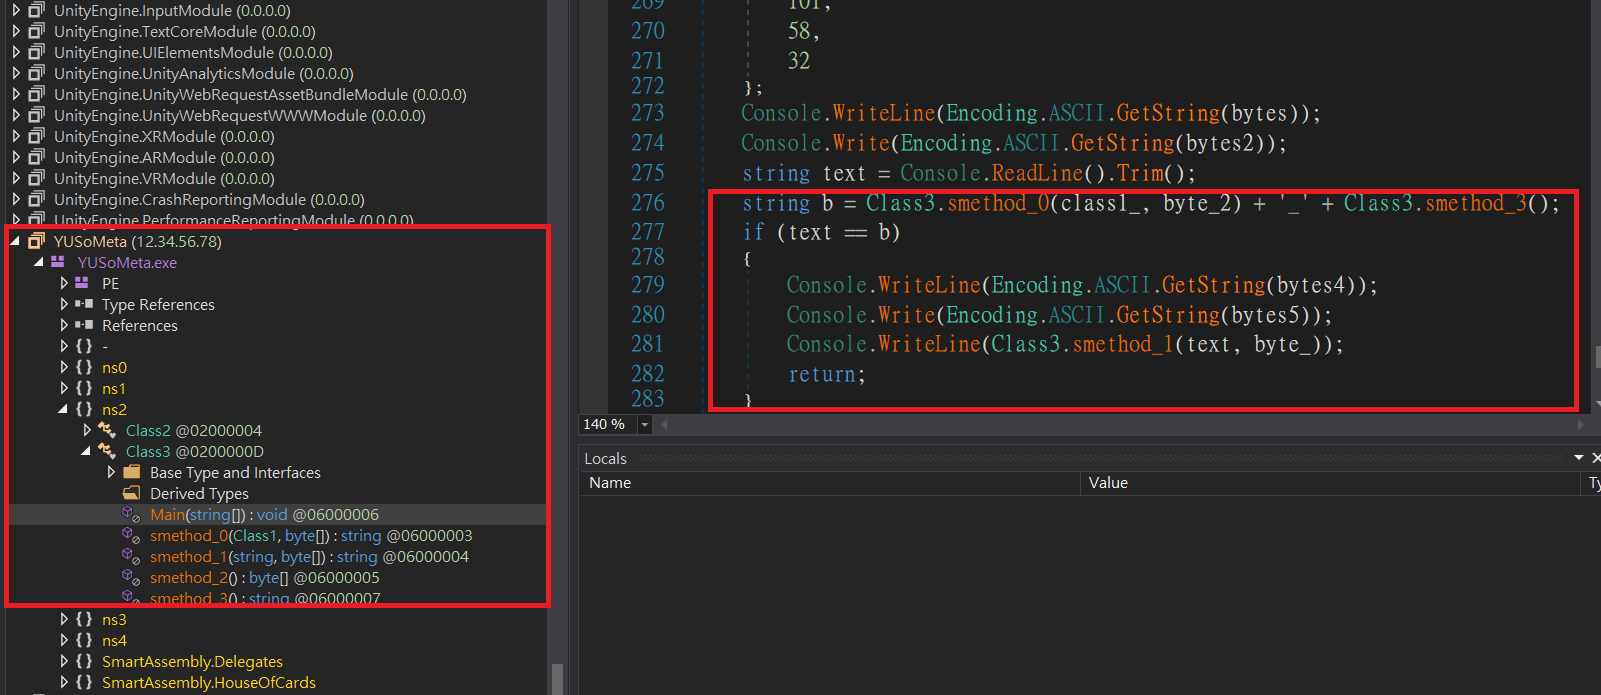 UnityEngine.InputModule (0.0.0.0)
UnityEngine.TextCoreModule (0.0.0.0)
UnityEngine.UIElementsModule (0.0.0.0)
UnityEngine.UnityAnalyticsModule (0.0.0.0)
UnityEngine.UnityWebRequestAssetBundleModule (0.0.0.0)
UnityEngine.UnityWebRequestWWWModule (0.0.0.0)
UnityEngine.XRModule (0.0.0.0)
UnityEngine.ARModule (0.0.0.0)
UnityEngine.VRModule (0.0.0.0)
UnityEngine.CrashReportingModule (0.0.0.0)
UnityEngine.PerformanceReportingModule (0.0.0.0)
YUSoMeta (12.34.56.78)
YUSoMeta.exe
PE
Type References
References
{ } -
{ } ns0
{ } ns1
{ } ns2
Class2 @02000004
Class3 @0200000D
Base Type and Interfaces
Derived Types
Main(string[]) : void @06000006
smethod_0(Class1, byte[]) : string @06000003
smethod_1(string, byte[]) : string @06000004
smethod_2() : byte[] @06000005
smethod_3() : string @06000007
{ } ns3
{ } ns4
{ } SmartAssembly.Delegates
{ } SmartAssembly.HouseOfCards
269 101,
270 58,
271 32
272 };
273 Console.WriteLine(Encoding.ASCII.GetString(bytes));
274 Console.Write(Encoding.ASCII.GetString(bytes2));
275 string text = Console.ReadLine().Trim();
276 string b = Class3.smethod_0(class1_, byte_2) + '_' + Class3.smethod_3();
277 if (text == b)
278 {
279 Console.WriteLine(Encoding.ASCII.GetString(bytes4));
280 Console.Write(Encoding.ASCII.GetString(bytes5));
281 Console.WriteLine(Class3.smethod_1(text, byte_));
282 return;
283 }
140 %
Locals
Name Value Ty